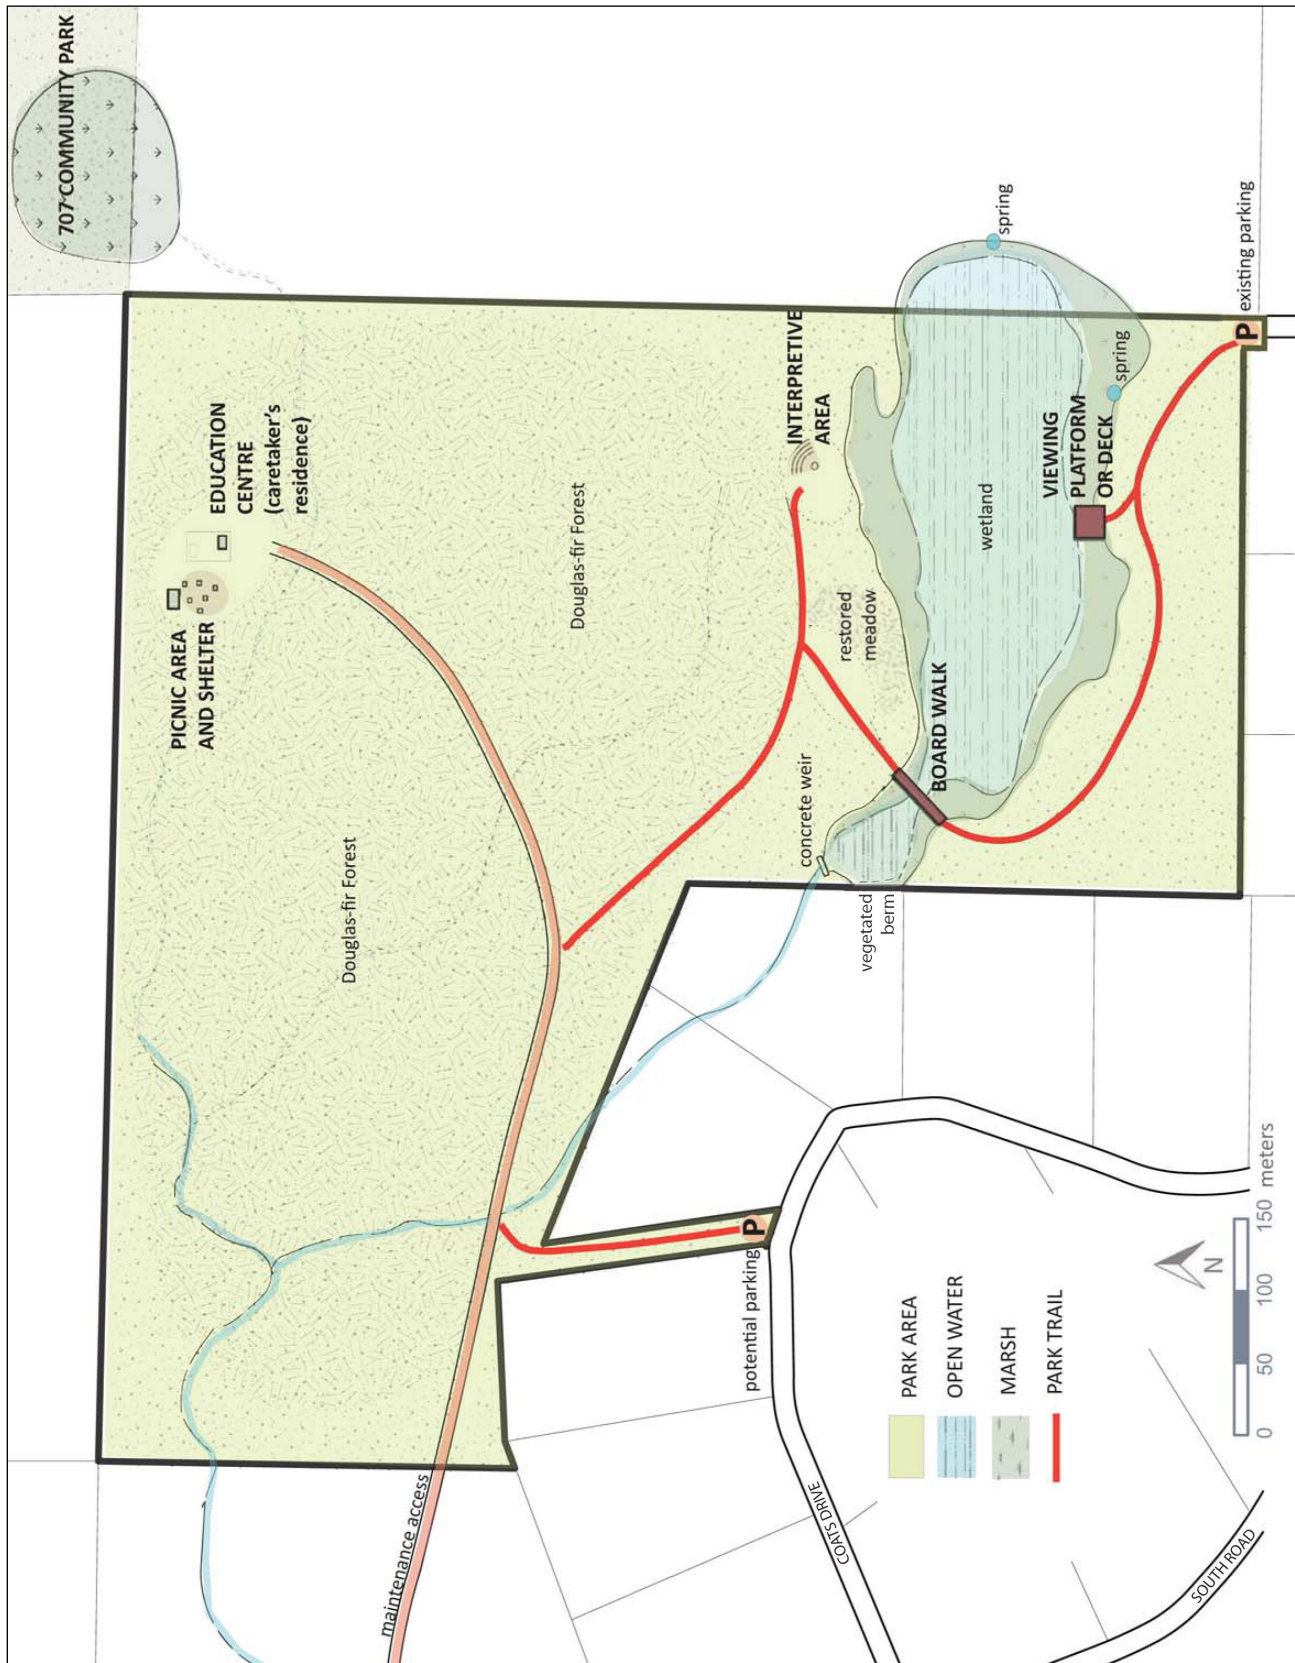 707 COMMUNITY PARK
EDUCATION
CENTRE
(caretaker's
residence)
PICNIC AREA
AND SHELTER
Douglas-fir Forest
Douglas-fir Forest
INTERPRETIVE
AREA
restored
meadow
wetland
spring
spring
VIEWING
PLATFORM
OR DECK
BOARD WALK
concrete weir
vegetated
berm
P
existing parking
P
potential parking
maintenance access
COATS DRIVE
SOUTH ROAD
PARK AREA
OPEN WATER
MARSH
PARK TRAIL
N
0 50 100 150 meters